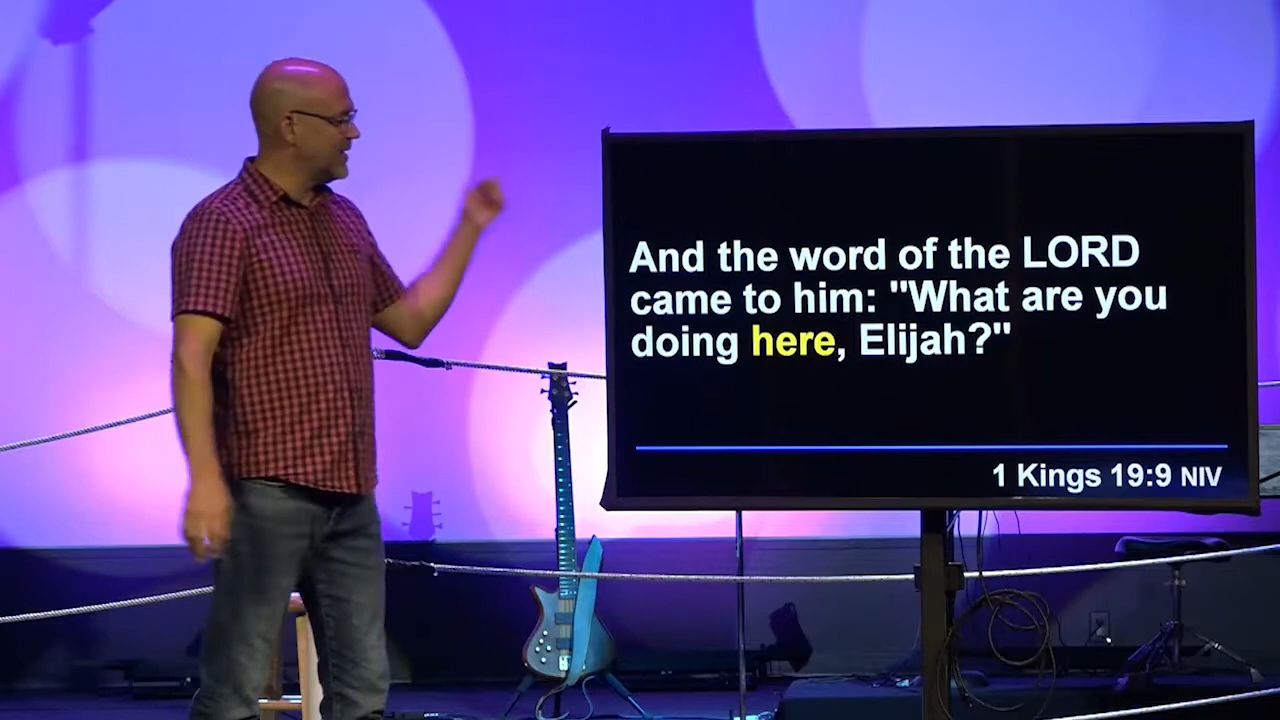 And the word of the LORD
came to him: "What are you
doing here, Elijah?"
1 Kings 19:9 NIV